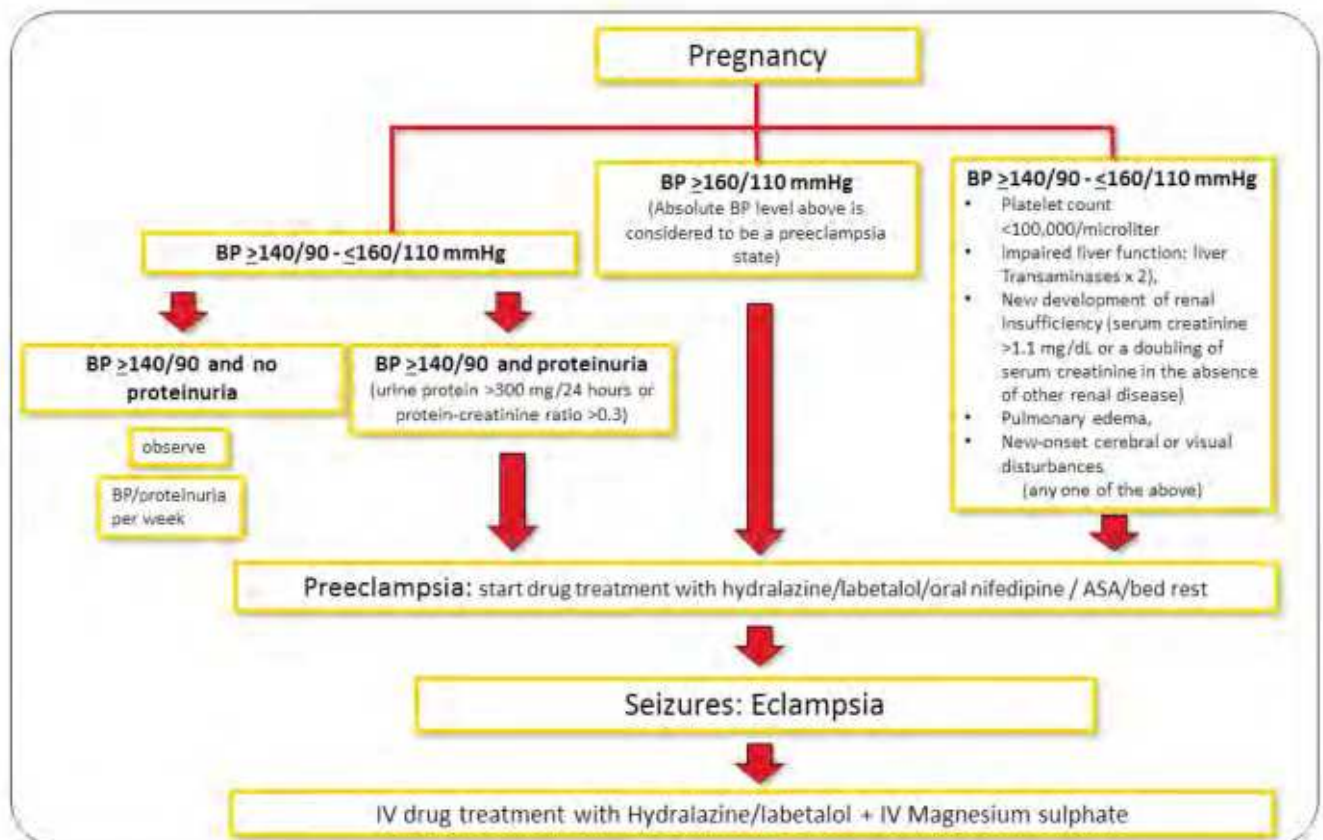 Pregnancy
BP ≥140/90 - ≤160/110 mmHg
BP ≥140/90 and no
proteinuria
observe
BP/proteinuria
per week
BP ≥140/90 and proteinuria
(urine protein >300 mg/24 hours or
protein-creatinine ratio >0.3)
BP ≥160/110 mmHg
(Absolute BP level above is
considered to be a preeclampsia
state)
BP ≥140/90 - ≤160/110 mmHg
• Platelet count
<100,000/microliter
• Impaired liver function: liver
Transaminases x 2),
• New development of renal
Insufficiency (serum creatinine
>1.1 mg/dL or a doubling of
serum creatinine in the absence
of other renal disease)
• Pulmonary edema,
• New-onset cerebral or visual
disturbances
(any one of the above)
Preeclampsia: start drug treatment with hydralazine/labetalol/oral nifedipine / ASA/bed rest
Seizures: Eclampsia
IV drug treatment with Hydralazine/labetalol + IV Magnesium sulphate